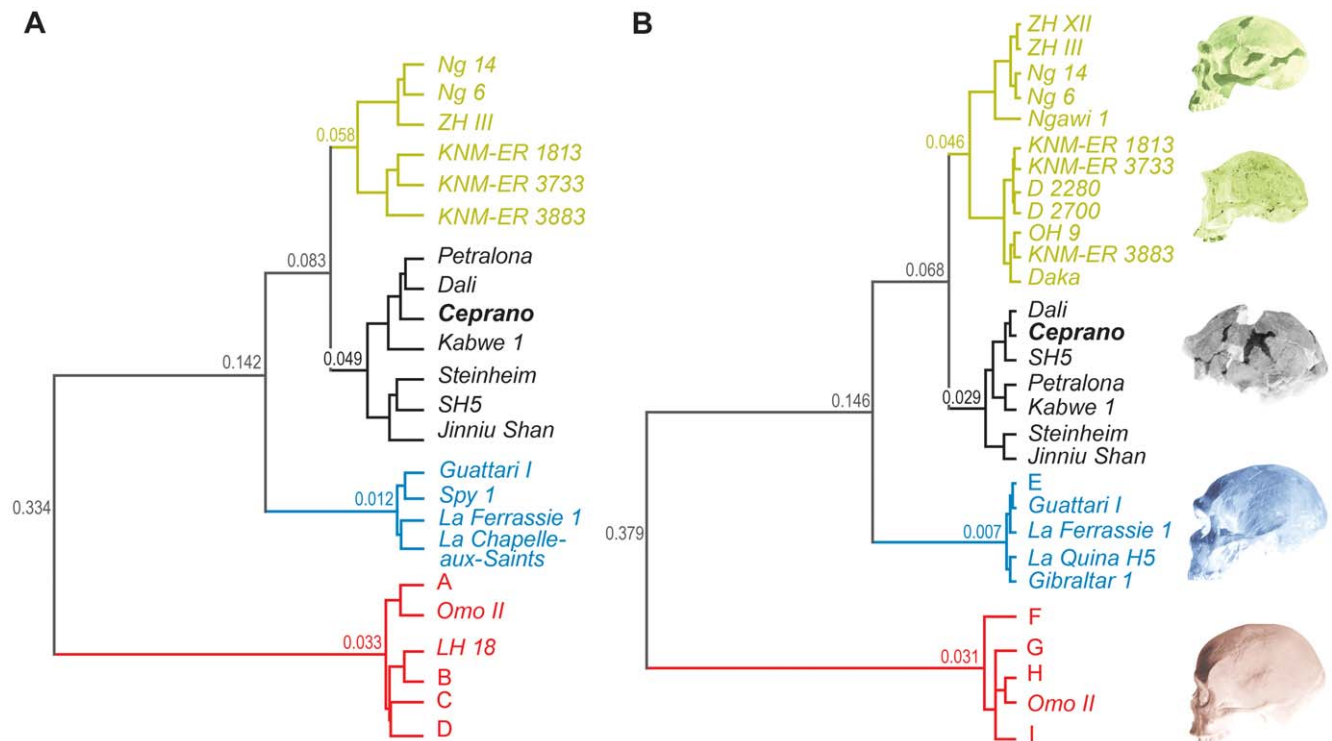 A
Ng 14
Ng 6
ZH III
0.058
KNM-ER 1813
KNM-ER 3733
KNM-ER 3883
0.083
Petralona
Dali
Ceprano
Kabwe 1
0.049
Steinheim
SH5
Jinniu Shan
0.142
Guattari I
Spy 1
0.012
La Ferrassie 1
La Chapelle-
aux-Saints
0.334
A
Omo II
0.033
LH 18
B
C
D
B
ZH XII
ZH III
Ng 14
Ng 6
Ngawi 1
0.046
KNM-ER 1813
KNM-ER 3733
D 2280
D 2700
OH 9
KNM-ER 3883
Daka
0.068
Dali
Ceprano
SH5
0.029
Petralona
Kabwe 1
Steinheim
Jinniu Shan
0.146
E
Guattari I
0.007
La Ferrassie 1
La Quina H5
Gibraltar 1
0.379
F
G
0.031
H
Omo II
I